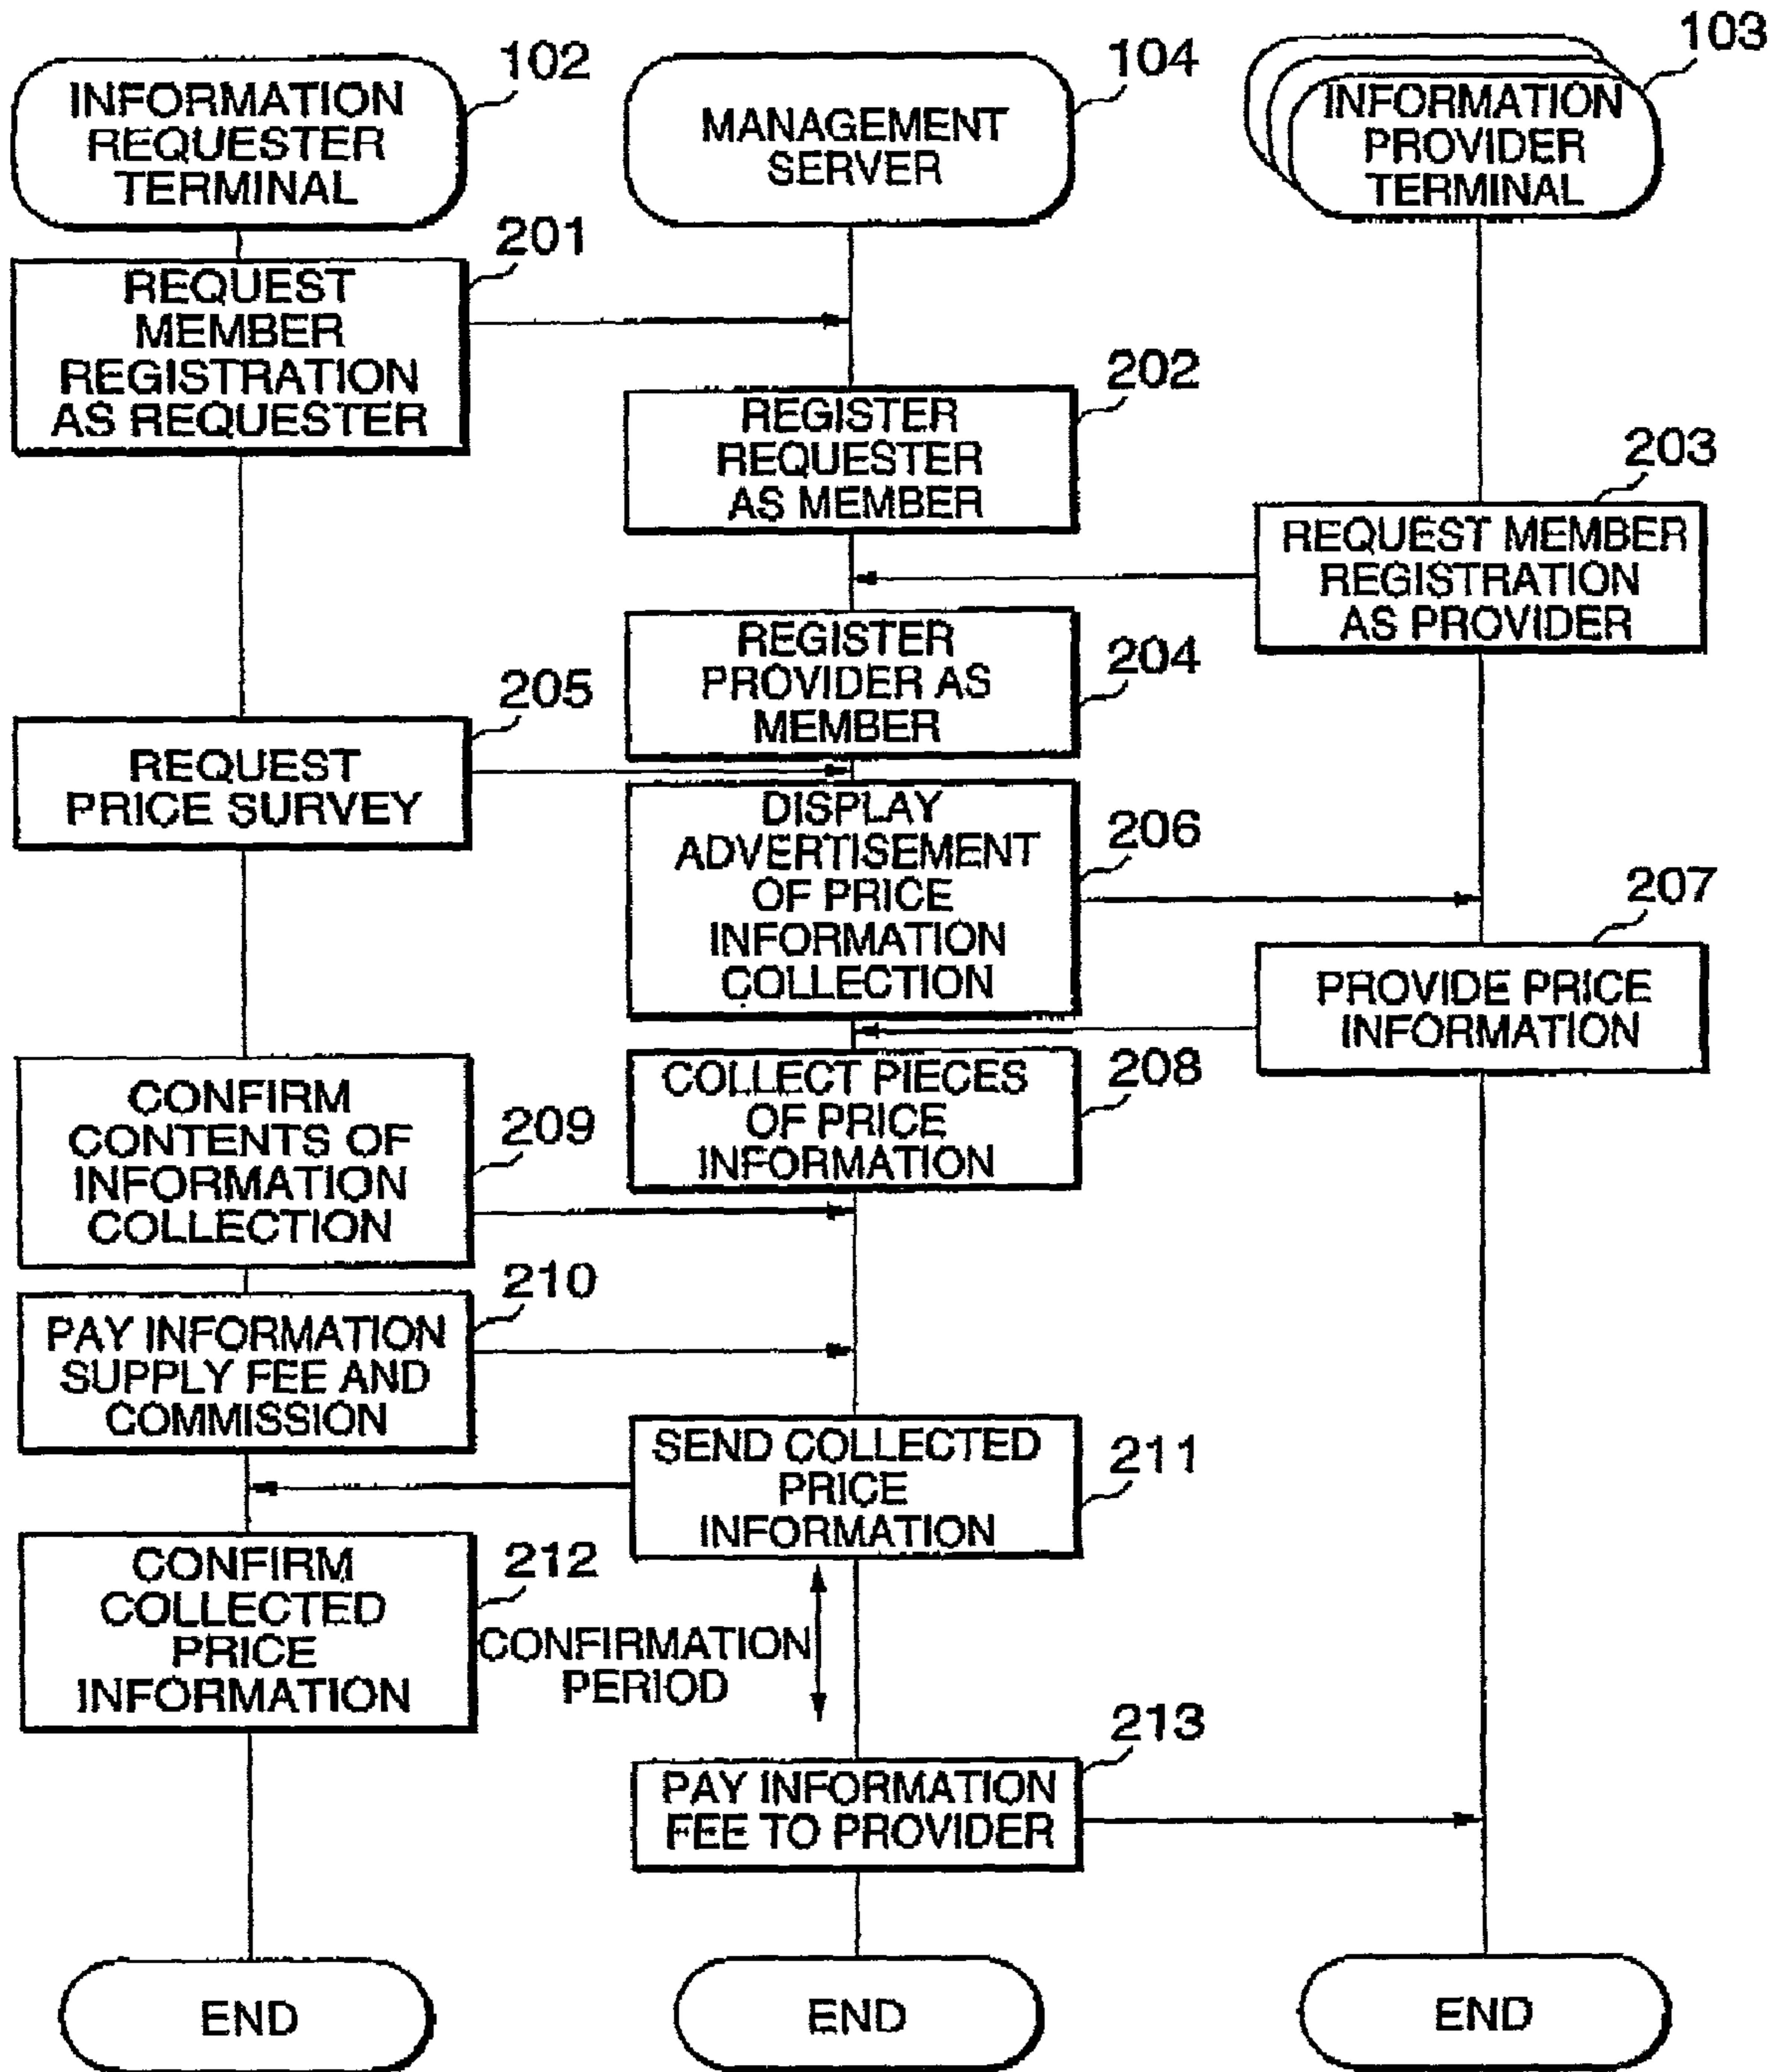 102
INFORMATION
REQUESTER
TERMINAL
104
MANAGEMENT
SERVER
103
INFORMATION
PROVIDER
TERMINAL
201
REQUEST
MEMBER
REGISTRATION
AS REQUESTER
202
REGISTER
REQUESTER
AS MEMBER
203
REQUEST MEMBER
REGISTRATION
AS PROVIDER
204
REGISTER
PROVIDER AS
MEMBER
205
REQUEST
PRICE SURVEY
206
DISPLAY
ADVERTISEMENT
OF PRICE
INFORMATION
COLLECTION
207
PROVIDE PRICE
INFORMATION
208
COLLECT PIECES
OF PRICE
INFORMATION
209
CONFIRM
CONTENTS OF
INFORMATION
COLLECTION
210
PAY INFORMATION
SUPPLY FEE AND
COMMISSION
211
SEND COLLECTED
PRICE
INFORMATION
212
CONFIRM
COLLECTED
PRICE
INFORMATION
CONFIRMATION
PERIOD
213
PAY INFORMATION
FEE TO PROVIDER
END
END
END